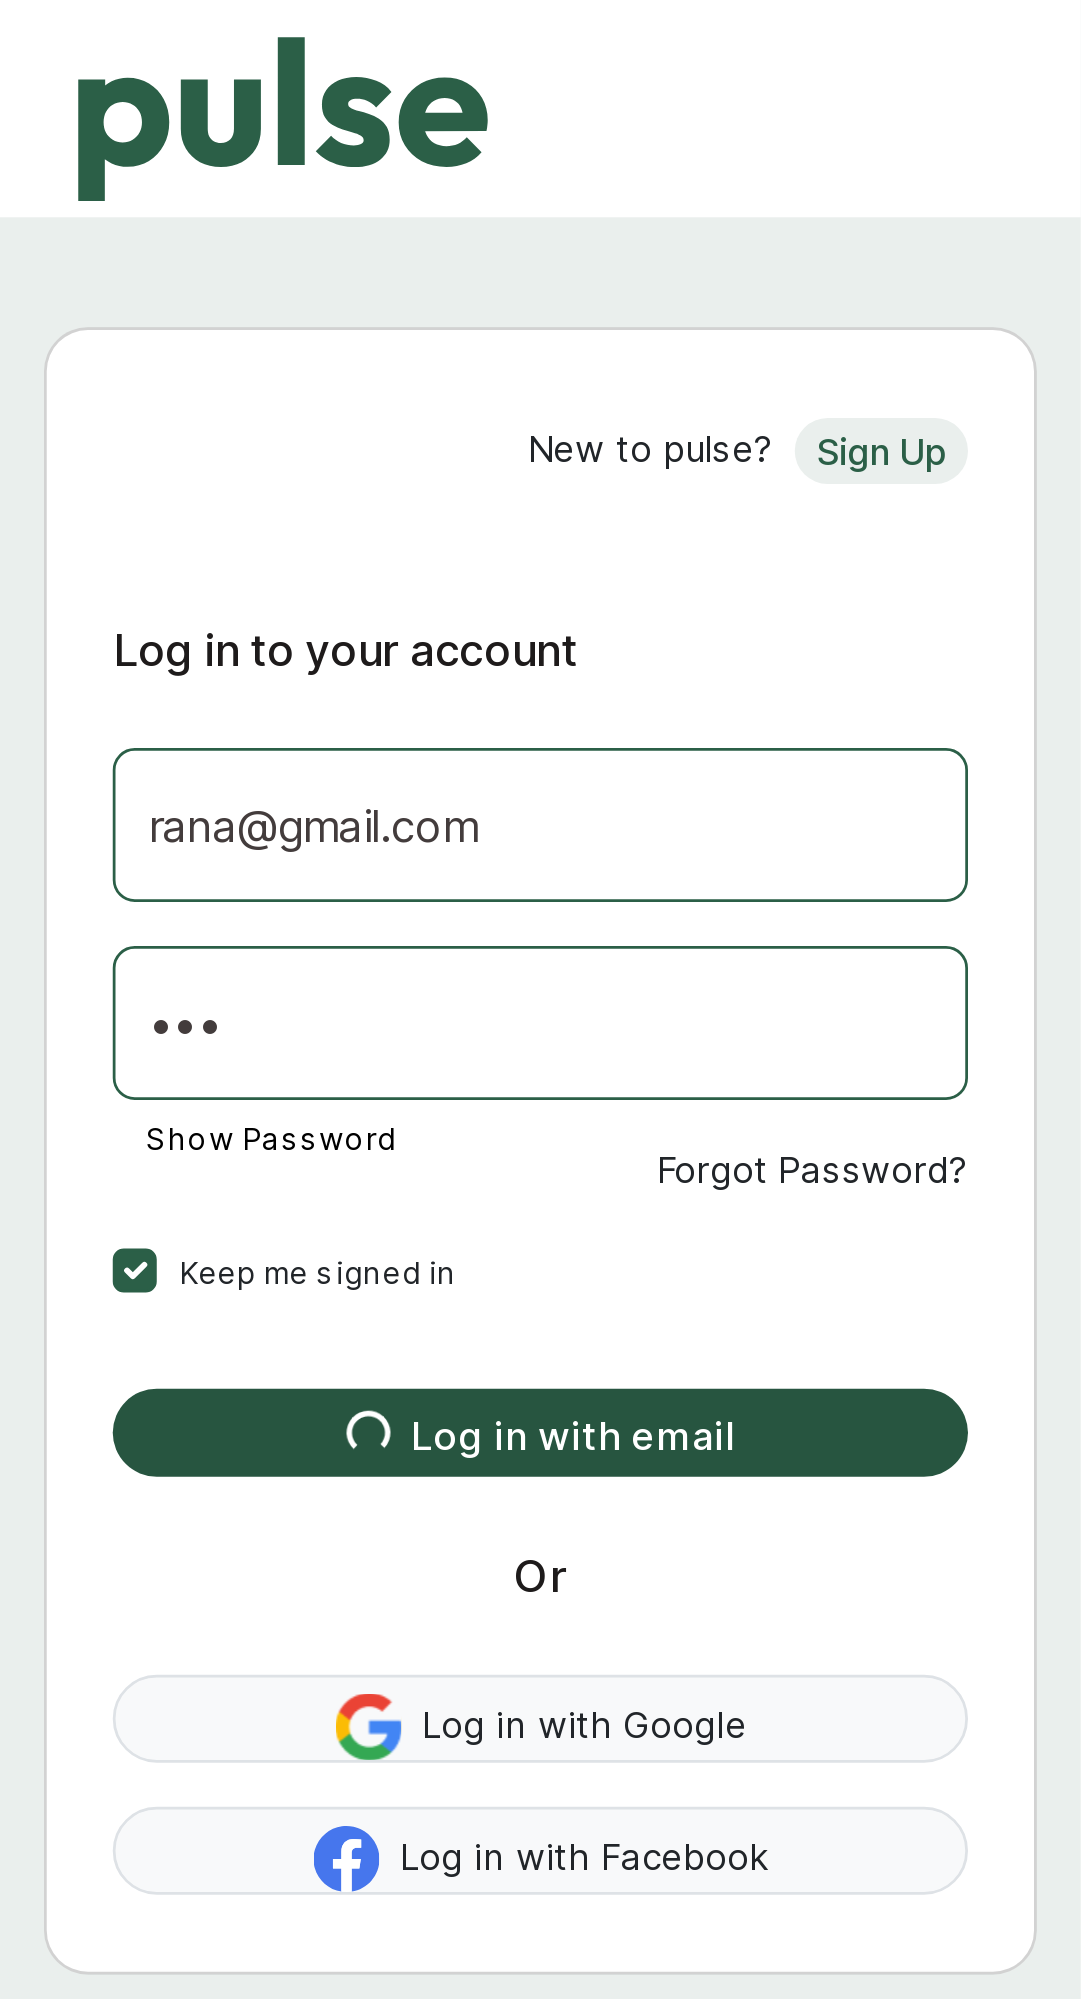 pulse
New to pulse? Sign Up
Log in to your account
rana@gmail.com
•••
Show Password
Forgot Password?
Keep me signed in
Log in with email
Or
Log in with Google
Log in with Facebook